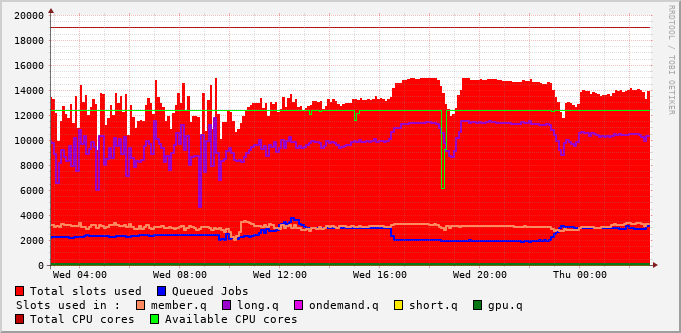 20000
18000
16000
14000
12000
10000
8000
6000
4000
2000
0
Wed 04:00 Wed 08:00 Wed 12:00 Wed 16:00 Wed 20:00 Thu 00:00
Total slots used Queued Jobs
Slots used in : member.q long.q ondemand.q short.q gpu.q
Total CPU cores Available CPU cores
RRDTOOL / TOBI OETIKER